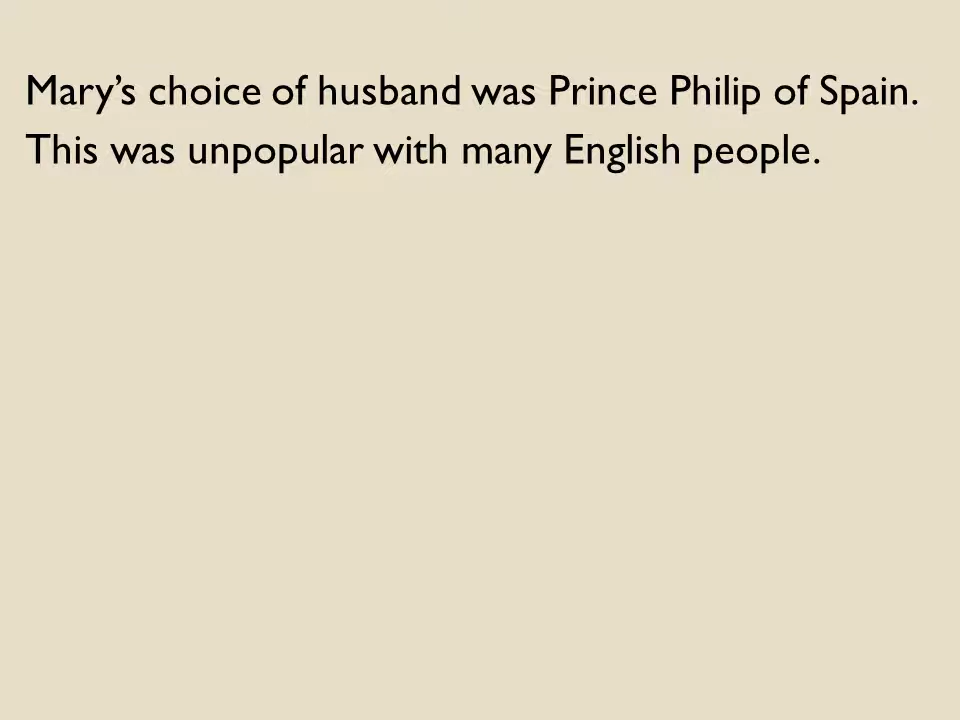 Mary’s choice of husband was Prince Philip of Spain.
This was unpopular with many English people.